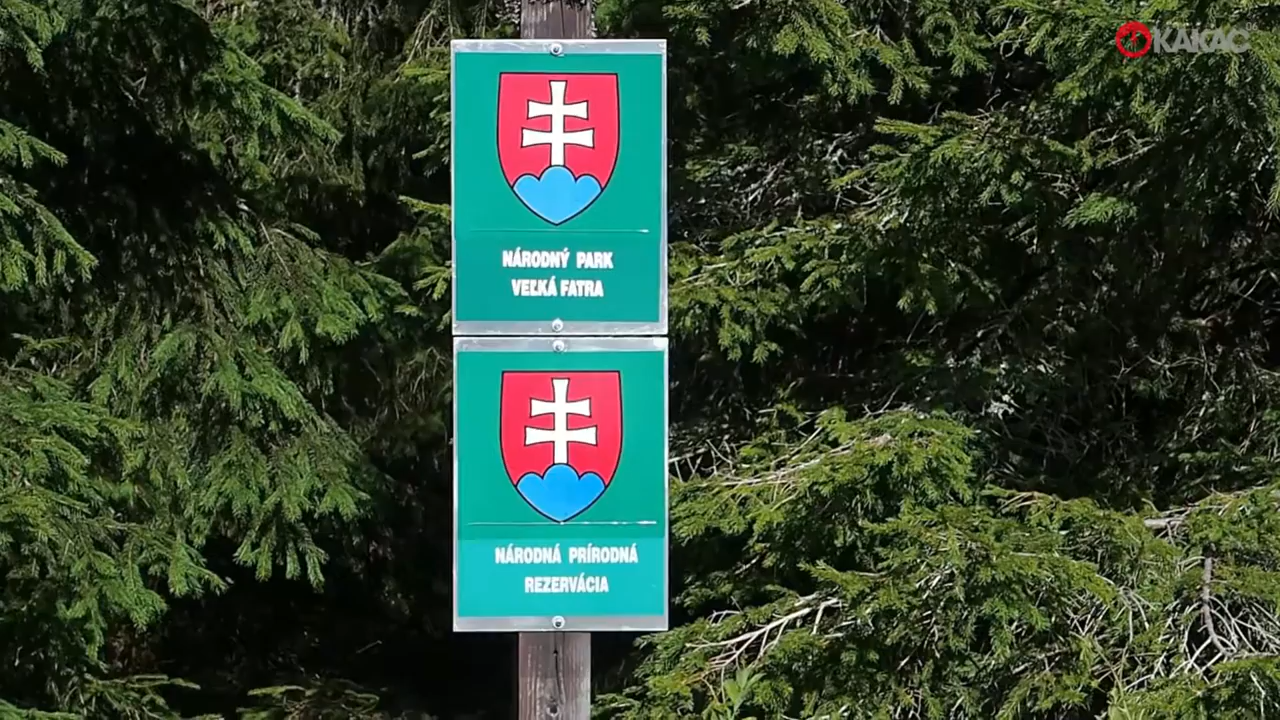 KAKAC
NÁRODNÝ PARK
VEĽKÁ FATRA
NÁRODNÁ PRÍRODNÁ
REZERVÁCIA